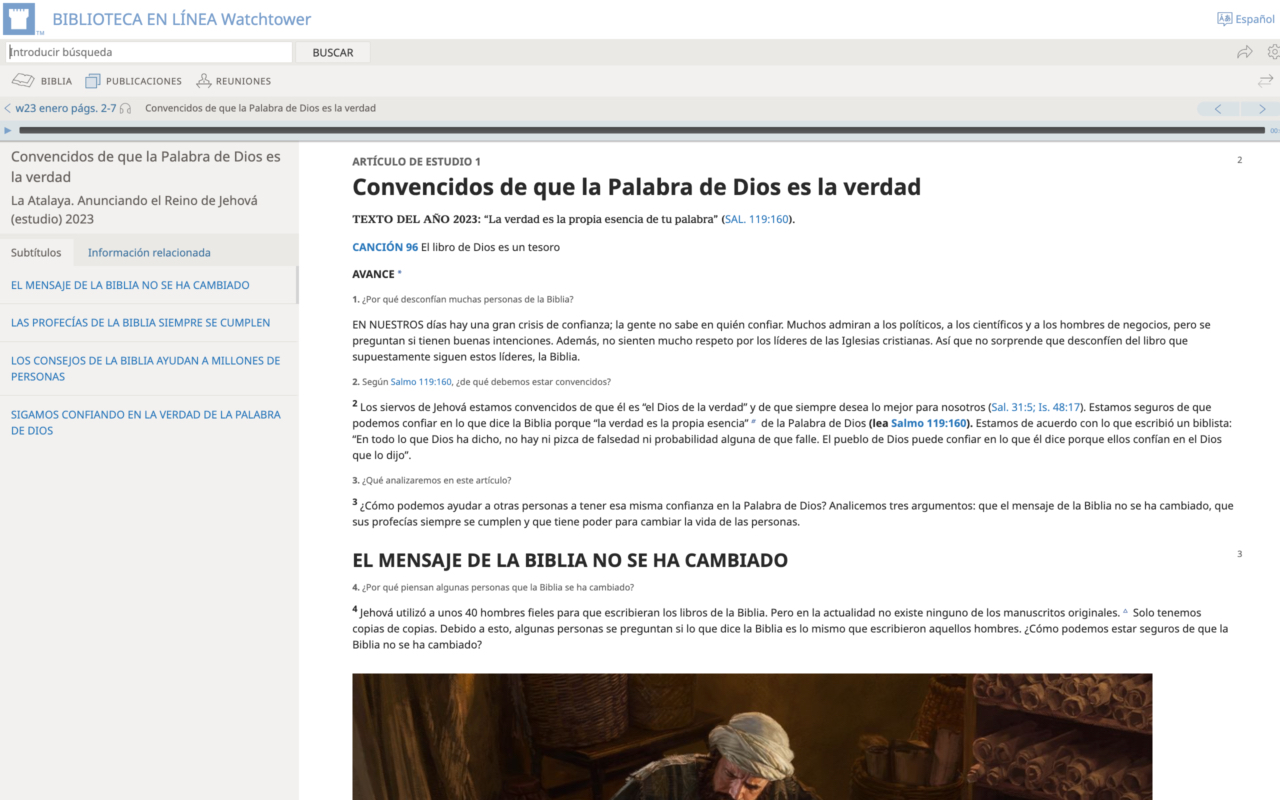 BIBLIOTECA EN LÍNEA Watchtower
TM
Español
Introducir búsqueda
BUSCAR
BIBLIA
PUBLICACIONES
REUNIONES
w23 enero págs. 2-7
Convencidos de que la Palabra de Dios es la verdad
Convencidos de que la Palabra de Dios es
la verdad
La Atalaya. Anunciando el Reino de Jehová
(estudio) 2023
Subtítulos
Información relacionada
EL MENSAJE DE LA BIBLIA NO SE HA CAMBIADO
LAS PROFECÍAS DE LA BIBLIA SIEMPRE SE CUMPLEN
LOS CONSEJOS DE LA BIBLIA AYUDAN A MILLONES DE
PERSONAS
SIGAMOS CONFIANDO EN LA VERDAD DE LA PALABRA
DE DIOS
ARTÍCULO DE ESTUDIO 1
2
Convencidos de que la Palabra de Dios es la verdad
TEXTO DEL AÑO 2023: “La verdad es la propia esencia de tu palabra” (SAL. 119:160).
CANCIÓN 96 El libro de Dios es un tesoro
AVANCE *
1. ¿Por qué desconfían muchas personas de la Biblia?
EN NUESTROS días hay una gran crisis de confianza; la gente no sabe en quién confiar. Muchos admiran a los políticos, a los científicos y a los hombres de negocios, pero se
preguntan si tienen buenas intenciones. Además, no sienten mucho respeto por los líderes de las Iglesias cristianas. Así que no sorprende que desconfíen del libro que
supuestamente siguen estos líderes, la Biblia.
2. Según Salmo 119:160, ¿de qué debemos estar convencidos?
2 Los siervos de Jehová estamos convencidos de que él es “el Dios de la verdad” y de que siempre desea lo mejor para nosotros (Sal. 31:5; Is. 48:17). Estamos seguros de que
podemos confiar en lo que dice la Biblia porque “la verdad es la propia esencia” # de la Palabra de Dios (lea Salmo 119:160). Estamos de acuerdo con lo que escribió un biblista:
“En todo lo que Dios ha dicho, no hay ni pizca de falsedad ni probabilidad alguna de que falle. El pueblo de Dios puede confiar en lo que él dice porque ellos confían en el Dios
que lo dijo”.
3. ¿Qué analizaremos en este artículo?
3 ¿Cómo podemos ayudar a otras personas a tener esa misma confianza en la Palabra de Dios? Analicemos tres argumentos: que el mensaje de la Biblia no se ha cambiado, que
sus profecías siempre se cumplen y que tiene poder para cambiar la vida de las personas.
EL MENSAJE DE LA BIBLIA NO SE HA CAMBIADO
3
4. ¿Por qué piensan algunas personas que la Biblia se ha cambiado?
4 Jehová utilizó a unos 40 hombres fieles para que escribieran los libros de la Biblia. Pero en la actualidad no existe ninguno de los manuscritos originales. Δ Solo tenemos
copias de copias. Debido a esto, algunas personas se preguntan si lo que dice la Biblia es lo mismo que escribieron aquellos hombres. ¿Cómo podemos estar seguros de que la
Biblia no se ha cambiado?